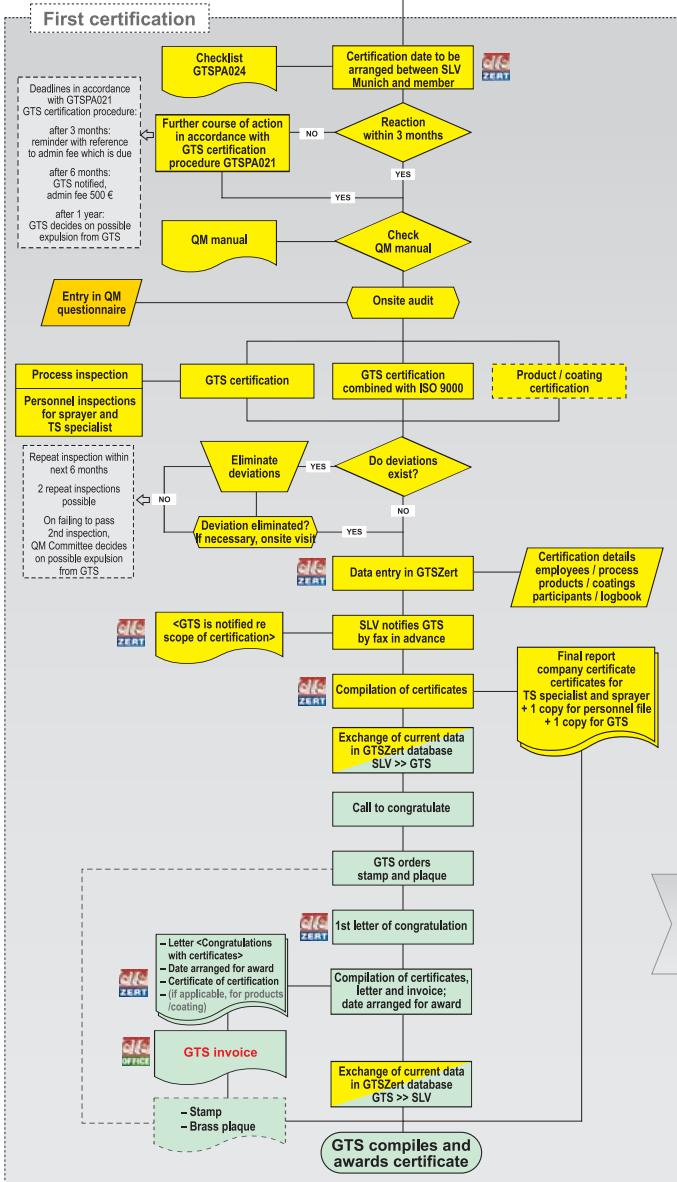 First certification
Checklist
GTSPA024
Certification date to be
arranged between SLV
Munich and member
ZERT
Deadlines in accordance
with GTSPA021
GTS certification procedure:
after 3 months:
reminder with reference
to admin fee which is due
after 6 months:
GTS notified,
admin fee 500 €
after 1 year:
GTS decides on possible
expulsion from GTS
Further course of action
in accordance with
GTS certification
procedure GTSPA021
NO
Reaction
within 3 months
YES
YES
QM manual
Check
QM manual
Entry in QM
questionnaire
Onsite audit
Process inspection
Personnel inspections
for sprayer and
TS specialist
GTS certification
GTS certification
combined with ISO 9000
Product / coating
certification
Repeat inspection within
next 6 months
2 repeat inspections
possible
On failing to pass
2nd inspection,
QM Committee decides
on possible expulsion
from GTS
NO
Eliminate
deviations
YES
Do deviations
exist?
NO
Deviation eliminated?
If necessary, onsite visit
YES
ZERT
Data entry in GTSZert
Certification details
employees / process
products / coatings
participants / logbook
ZERT
<GTS is notified re
scope of certification>
SLV notifies GTS
by fax in advance
ZERT
Compilation of certificates
Final report
company certificate
certificates for
TS specialist and sprayer
+ 1 copy for personnel file
+ 1 copy for GTS
Exchange of current data
in GTSZert database
SLV >> GTS
Call to congratulate
GTS orders
stamp and plaque
ZERT
1st letter of congratulation
ZERT
– Letter <Congratulations
with certificates>
– Date arranged for award
– Certificate of certification
– (if applicable, for products
/coating)
Compilation of certificates,
letter and invoice;
date arranged for award
OFFICE
GTS invoice
Exchange of current data
in GTSZert database
GTS >> SLV
– Stamp
– Brass plaque
GTS compiles and
awards certificate